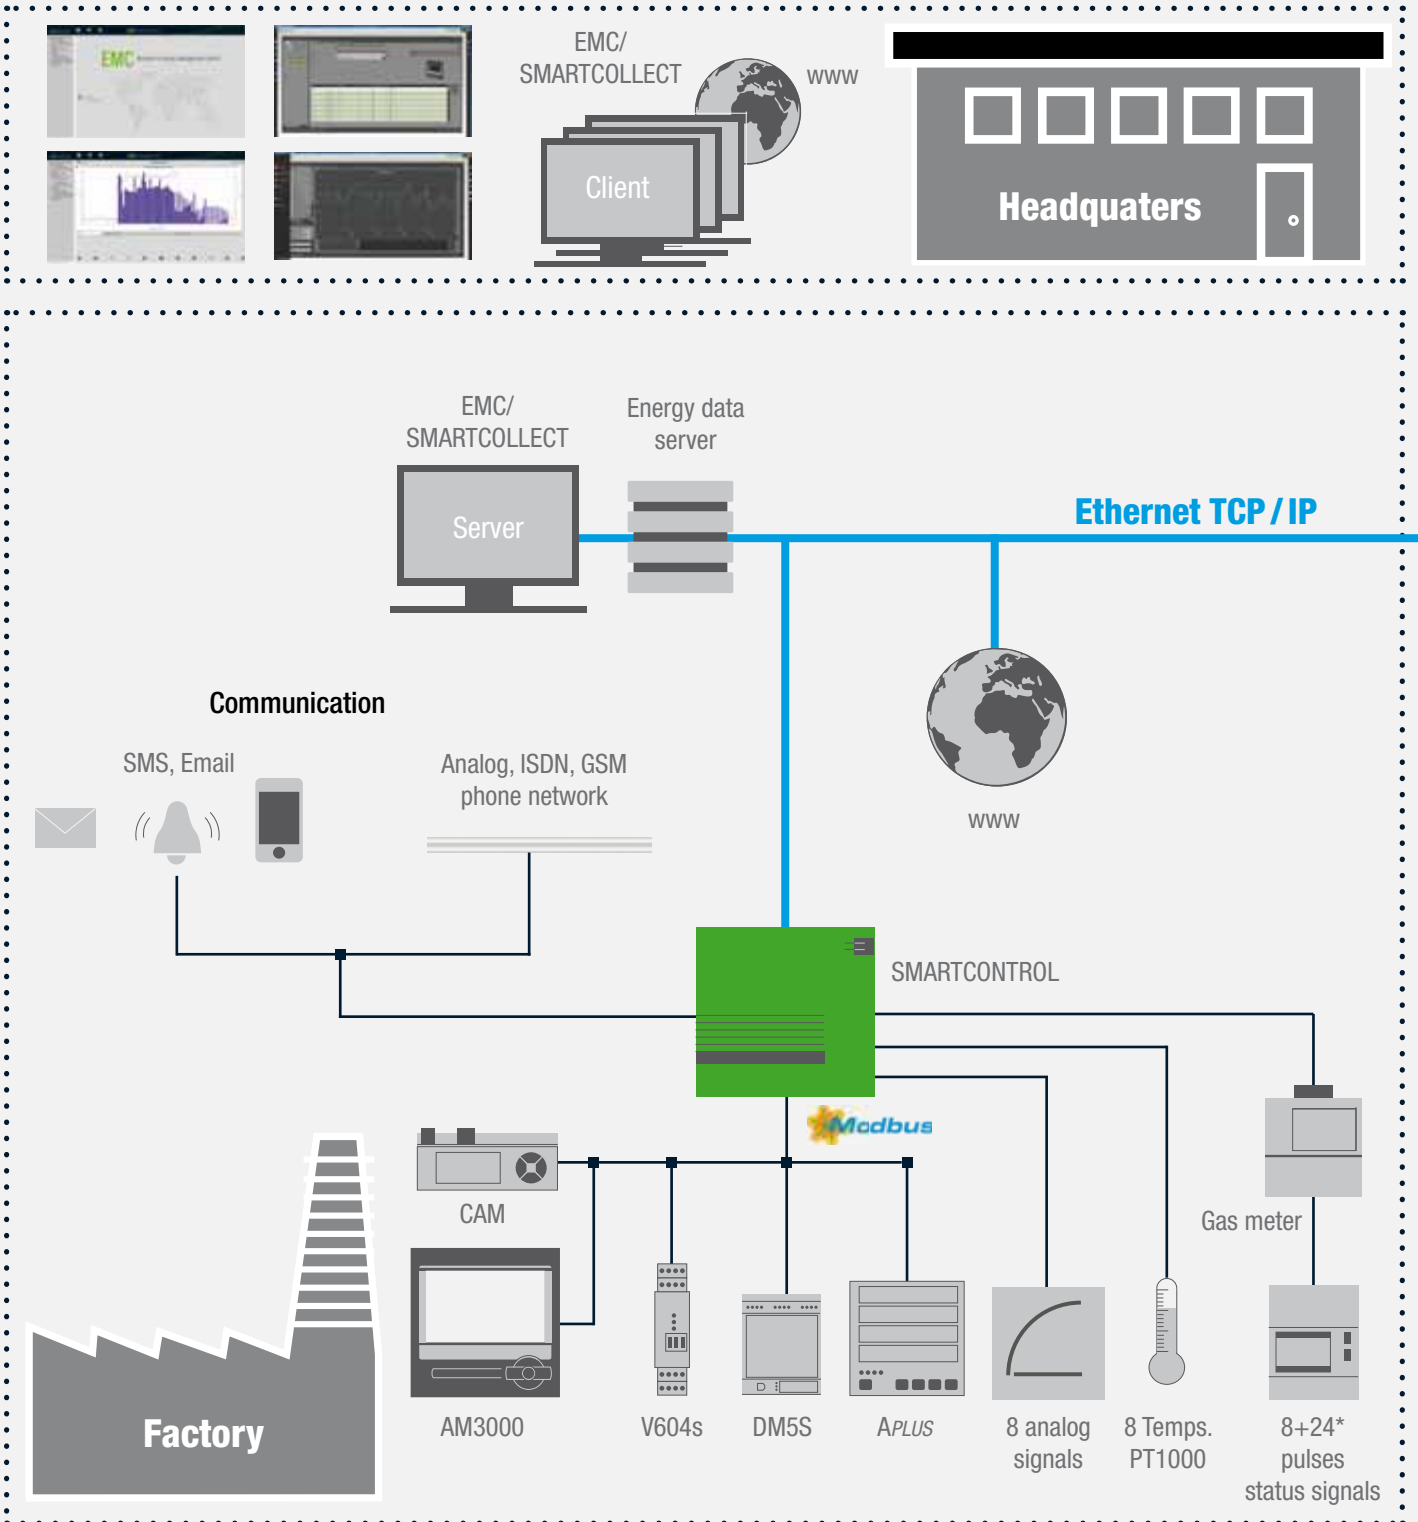 EMC
EMC/
SMARTCOLLECT
www
Client
Headquaters
EMC/
SMARTCOLLECT
Energy data
server
Server
Ethernet TCP / IP
Communication
SMS, Email
Analog, ISDN, GSM
phone network
www
SMARTCONTROL
Modbus
CAM
Gas meter
Factory
AM3000
V604s
DM5S
APLUS
8 analog
signals
8 Temps.
PT1000
8+24*
pulses
status signals